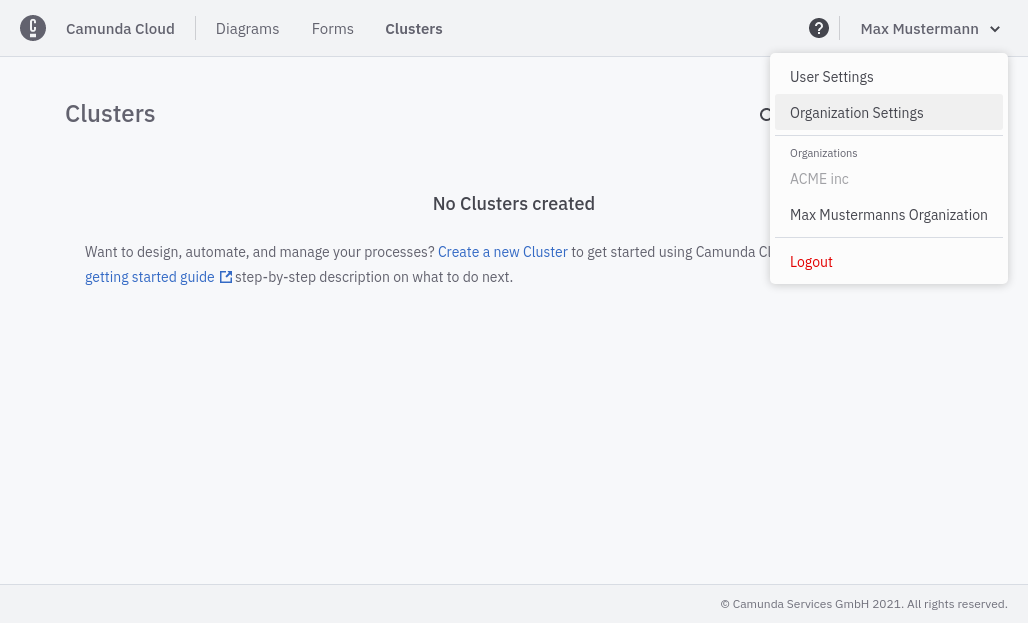 Camunda Cloud
Diagrams
Forms
Clusters
?
Max Mustermann
User Settings
Organization Settings
Organizations
ACME inc
Max Mustermanns Organization
Logout
Clusters
No Clusters created
Want to design, automate, and manage your processes? Create a new Cluster to get started using Camunda
getting started guide step-by-step description on what to do next.
© Camunda Services GmbH 2021. All rights reserved.